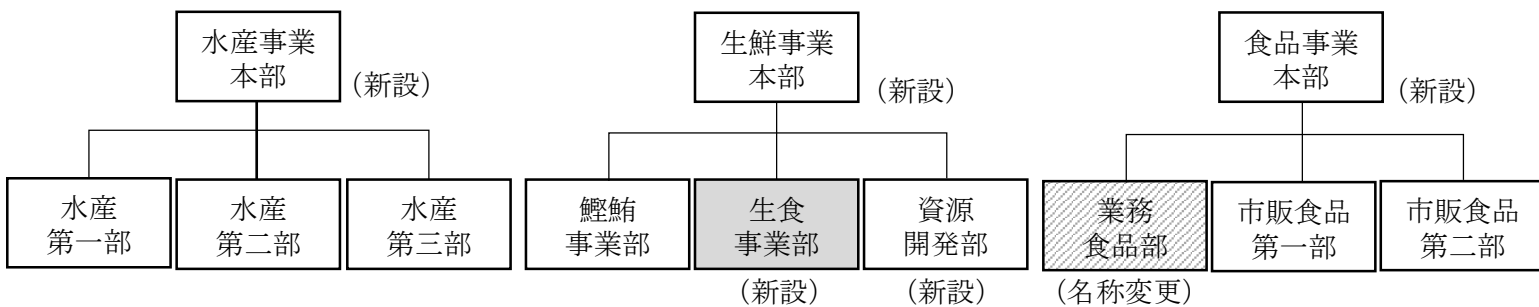 水産事業
本部
（新設）
生鮮事業
本部
（新設）
食品事業
本部
（新設）
水産
第一部
水産
第二部
水産
第三部
鰹鮪
事業部
生食
事業部
（新設）
資源
開発部
（新設）
業務
食品部
（名称変更）
市販食品
第一部
市販食品
第二部